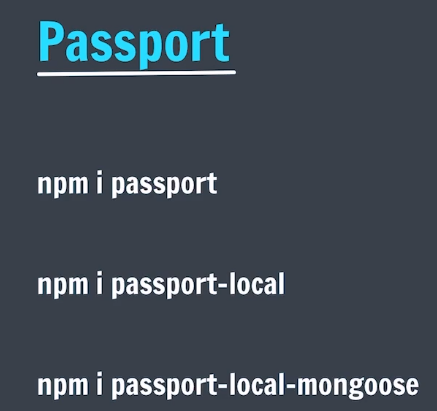 Passport
npm i passport
npm i passport-local
npm i passport-local-mongoose